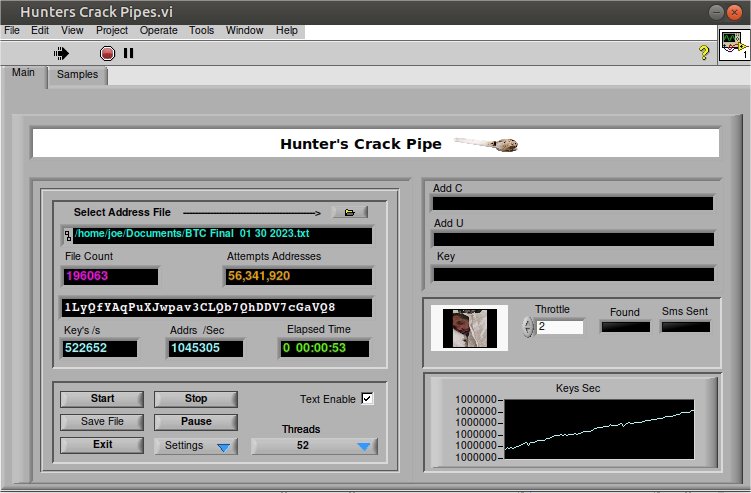 Hunters Crack Pipes.vi
File Edit View Project Operate Tools Window Help
1
Main Samples
Hunter's Crack Pipe
Select Address File ------------------------------------>
/home/joe/Documents/BTC Final 01 30 2023.txt
File Count Attempts Addresses
196063 56,341,920
1LyQfYAqPuXJwpav3CLQb7QhDDV7cGaVQ8
Key's /s Addrs /Sec Elapsed Time
522652 1045305 0 00:00:53
Start Stop Text Enable
Save File Pause
Threads
Exit Settings 52
Add C
Add U
Key
Throttle Found Sms Sent
2
Keys Sec
1000000
1000000
1000000
1000000
1000000
1000000